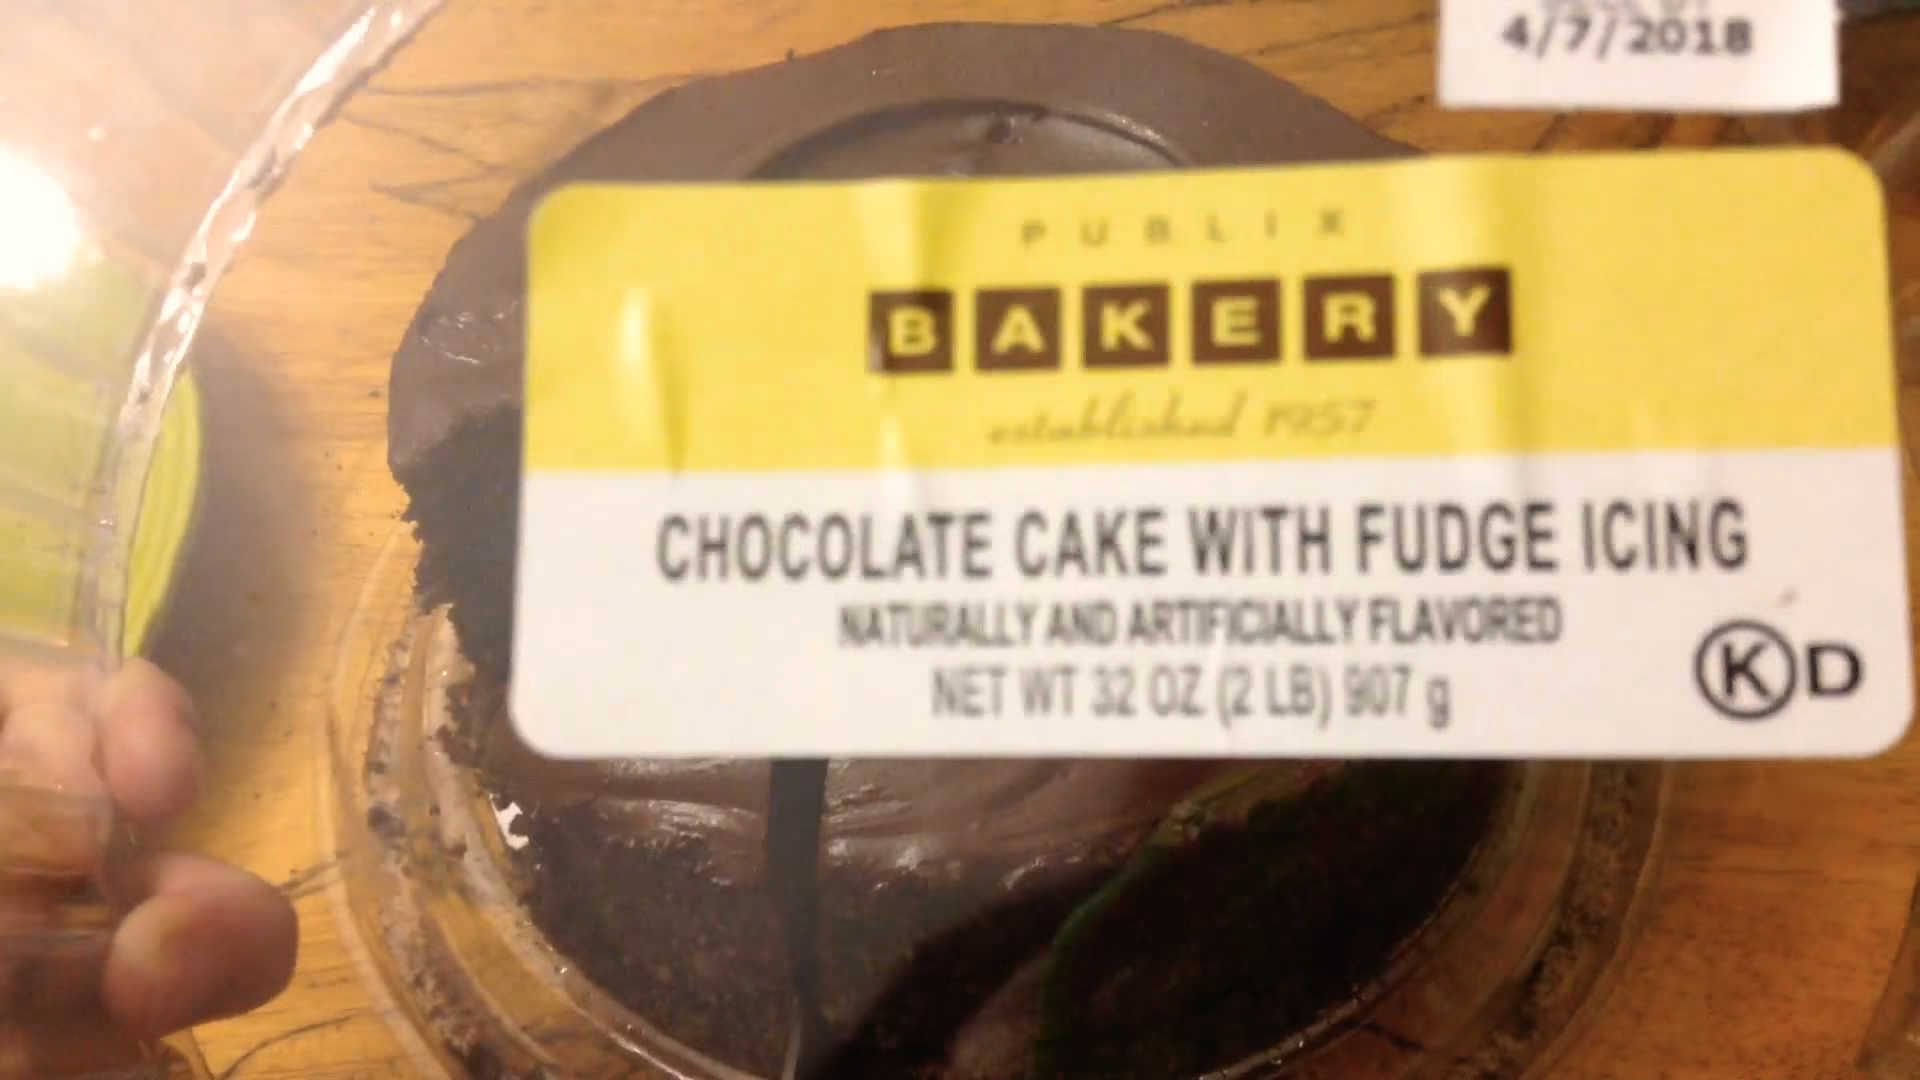 4/7/2018
PUBLIX
BAKERY
established 1957
CHOCOLATE CAKE WITH FUDGE ICING
NATURALLY AND ARTIFICIALLY FLAVORED
NET WT 32 OZ (2 LB) 907 g
K D